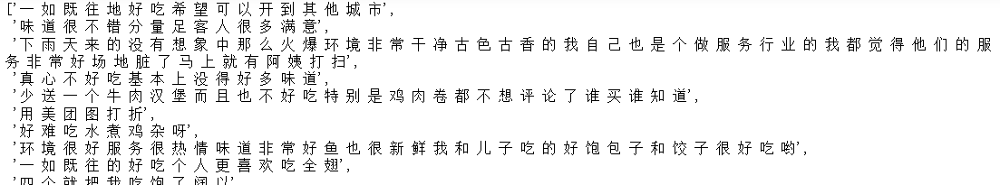 ['一 如 既 往 地 好 吃 希 望 可 以 开 到 其 他 城 市',
'味 道 很 不 错 分 量 足 客 人 很 多 满 意',
'下 雨 天 来 的 没 有 想 象 中 那 么 火 爆 环 境 非 常 干 净 古 色 古 香 的 我 自 己 也 是 个 做 服 务 行 业 的 我 都 觉 得 他 们 的 服
务 非 常 好 场 地 脏 了 马 上 就 有 阿 姨 打 扫',
'真 心 不 好 吃 基 本 上 没 得 好 多 味 道',
'少 送 一 个 牛 肉 汉 堡 而 且 也 不 好 吃 特 别 是 鸡 肉 卷 都 不 想 评 论 了 谁 买 谁 知 道',
'用 美 团 图 打 折',
'好 难 吃 水 煮 鸡 杂 呀',
'环 境 很 好 服 务 很 热 情 味 道 非 常 好 鱼 也 很 新 鲜 我 和 儿 子 吃 的 好 饱 包 子 和 饺 子 很 好 吃 哟',
'一 如 既 往 的 好 吃 个 人 更 喜 欢 吃 全 翅',
'四 个 就 把 我 吃 饱 了 阔 以'